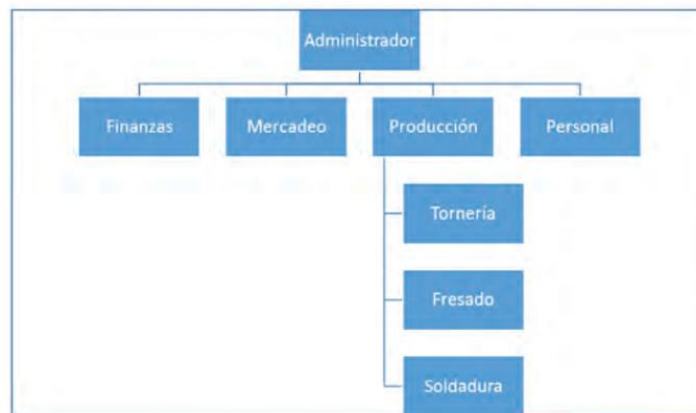 Administrador
Finanzas
Mercadeo
Producción
Personal
Tornería
Fresado
Soldadura